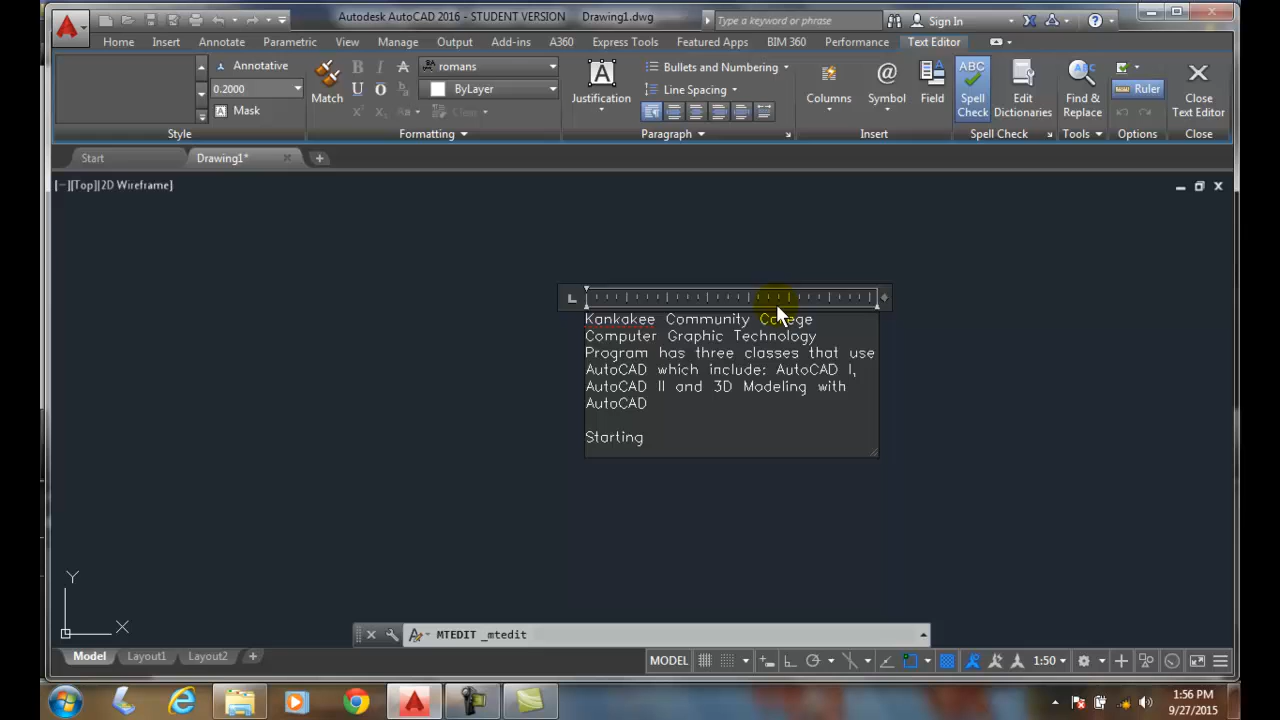 Autodesk AutoCAD 2016 - STUDENT VERSION Drawing1.dwg
Type a keyword or phrase
Sign In
Home Insert Annotate Parametric View Manage Output Add-ins A360 Express Tools Featured Apps BIM 360 Performance Text Editor
Annotative
0.2000
Mask
Style
Match
romans
ByLayer
Formatting
Justification
Bullets and Numbering
Line Spacing
Paragraph
Columns
Symbol
Field
Insert
ABC
Spell Check
Edit Dictionaries
Spell Check
Find & Replace
Tools
Ruler
Options
Close Text Editor
Close
Start
Drawing1*
[−][Top][2D Wireframe]
Kankakee Community College
Computer Graphic Technology
Program has three classes that use
AutoCAD which include: AutoCAD I,
AutoCAD II and 3D Modeling with
AutoCAD
Starting
Y
X
MTEDIT _mtedit
Model Layout1 Layout2
MODEL
1:50
1:56 PM
9/27/2015